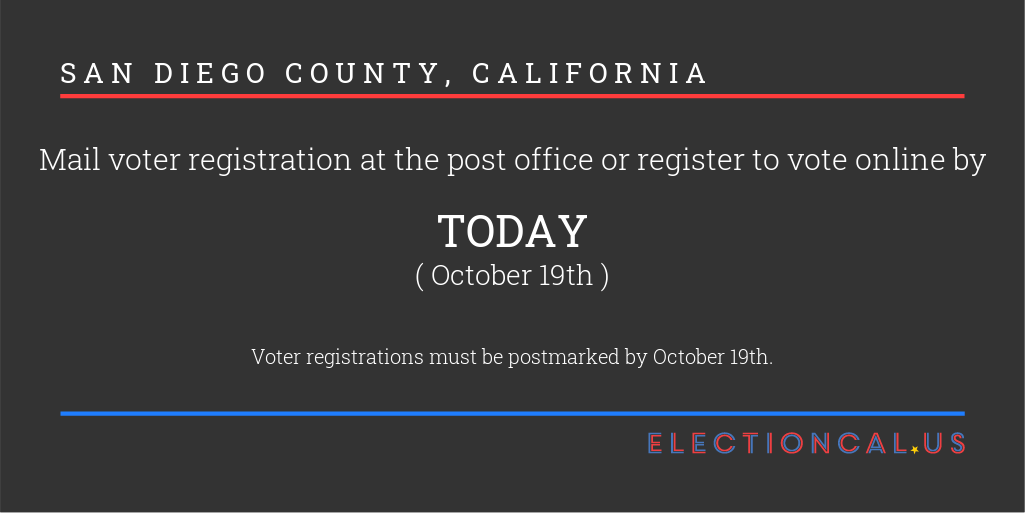 SAN DIEGO COUNTY, CALIFORNIA
Mail voter registration at the post office or register to vote online by
TODAY
( October 19th )
Voter registrations must be postmarked by October 19th.
ELECTIONCAL.US